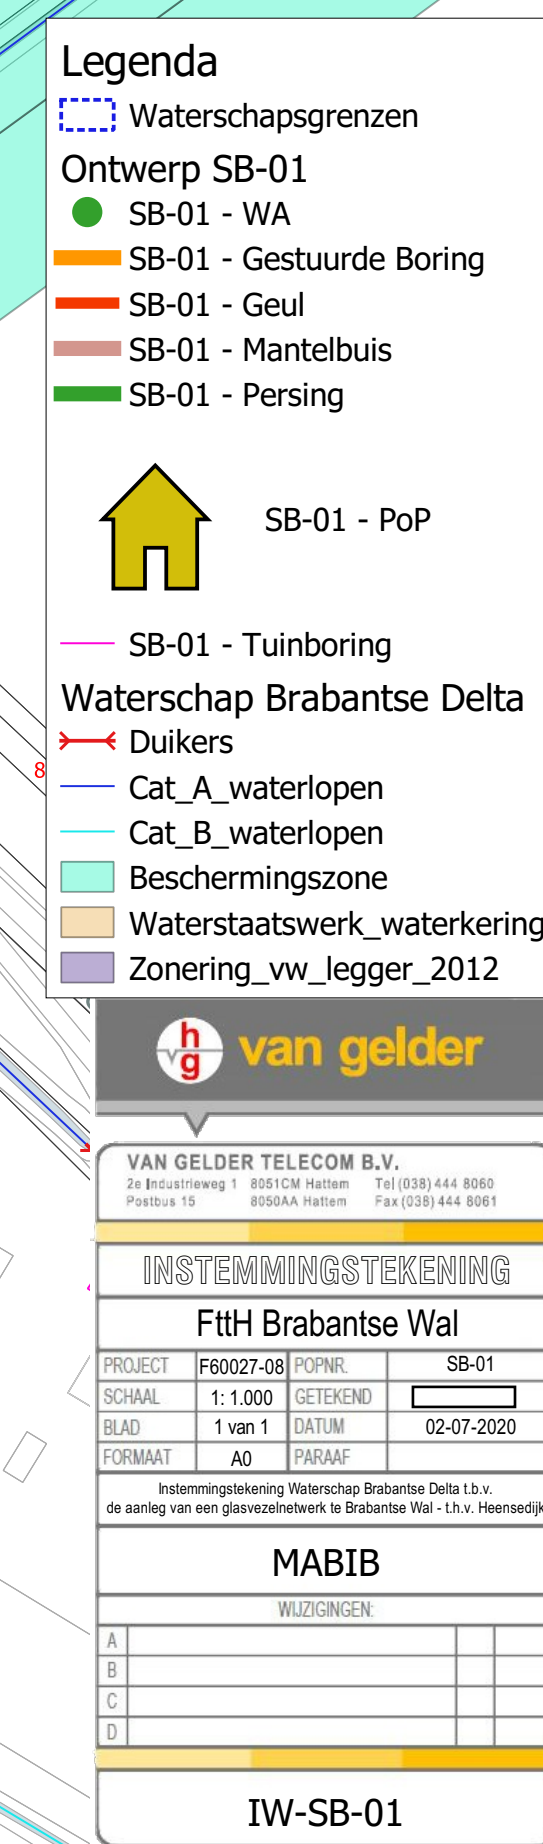 Legenda
Waterschapsgrenzen
Ontwerp SB-01
SB-01 - WA
SB-01 - Gestuurde Boring
SB-01 - Geul
SB-01 - Mantelbuis
SB-01 - Persing
SB-01 - PoP
SB-01 - Tuinboring
Waterschap Brabantse Delta
Duikers
8
Cat_A_waterlopen
Cat_B_waterlopen
Beschermingszone
Waterstaatswerk_waterkering
Zonering_vw_legger_2012
hg van gelder
VAN GELDER TELECOM B.V.
2e Industrieweg 1 8051CM Hattem Tel (038) 444 8060
Postbus 15 8050AA Hattem Fax (038) 444 8061
INSTEMMINGSTEKENING
FttH Brabantse Wal
PROJECT F60027-08 POPNR. SB-01
SCHAAL 1: 1.000 GETEKEND
BLAD 1 van 1 DATUM 02-07-2020
FORMAAT A0 PARAAF
Instemmingstekening Waterschap Brabantse Delta t.b.v.
de aanleg van een glasvezelnetwerk te Brabantse Wal - t.h.v. Heensedijk
MABIB
WIJZIGINGEN:
A
B
C
D
IW-SB-01